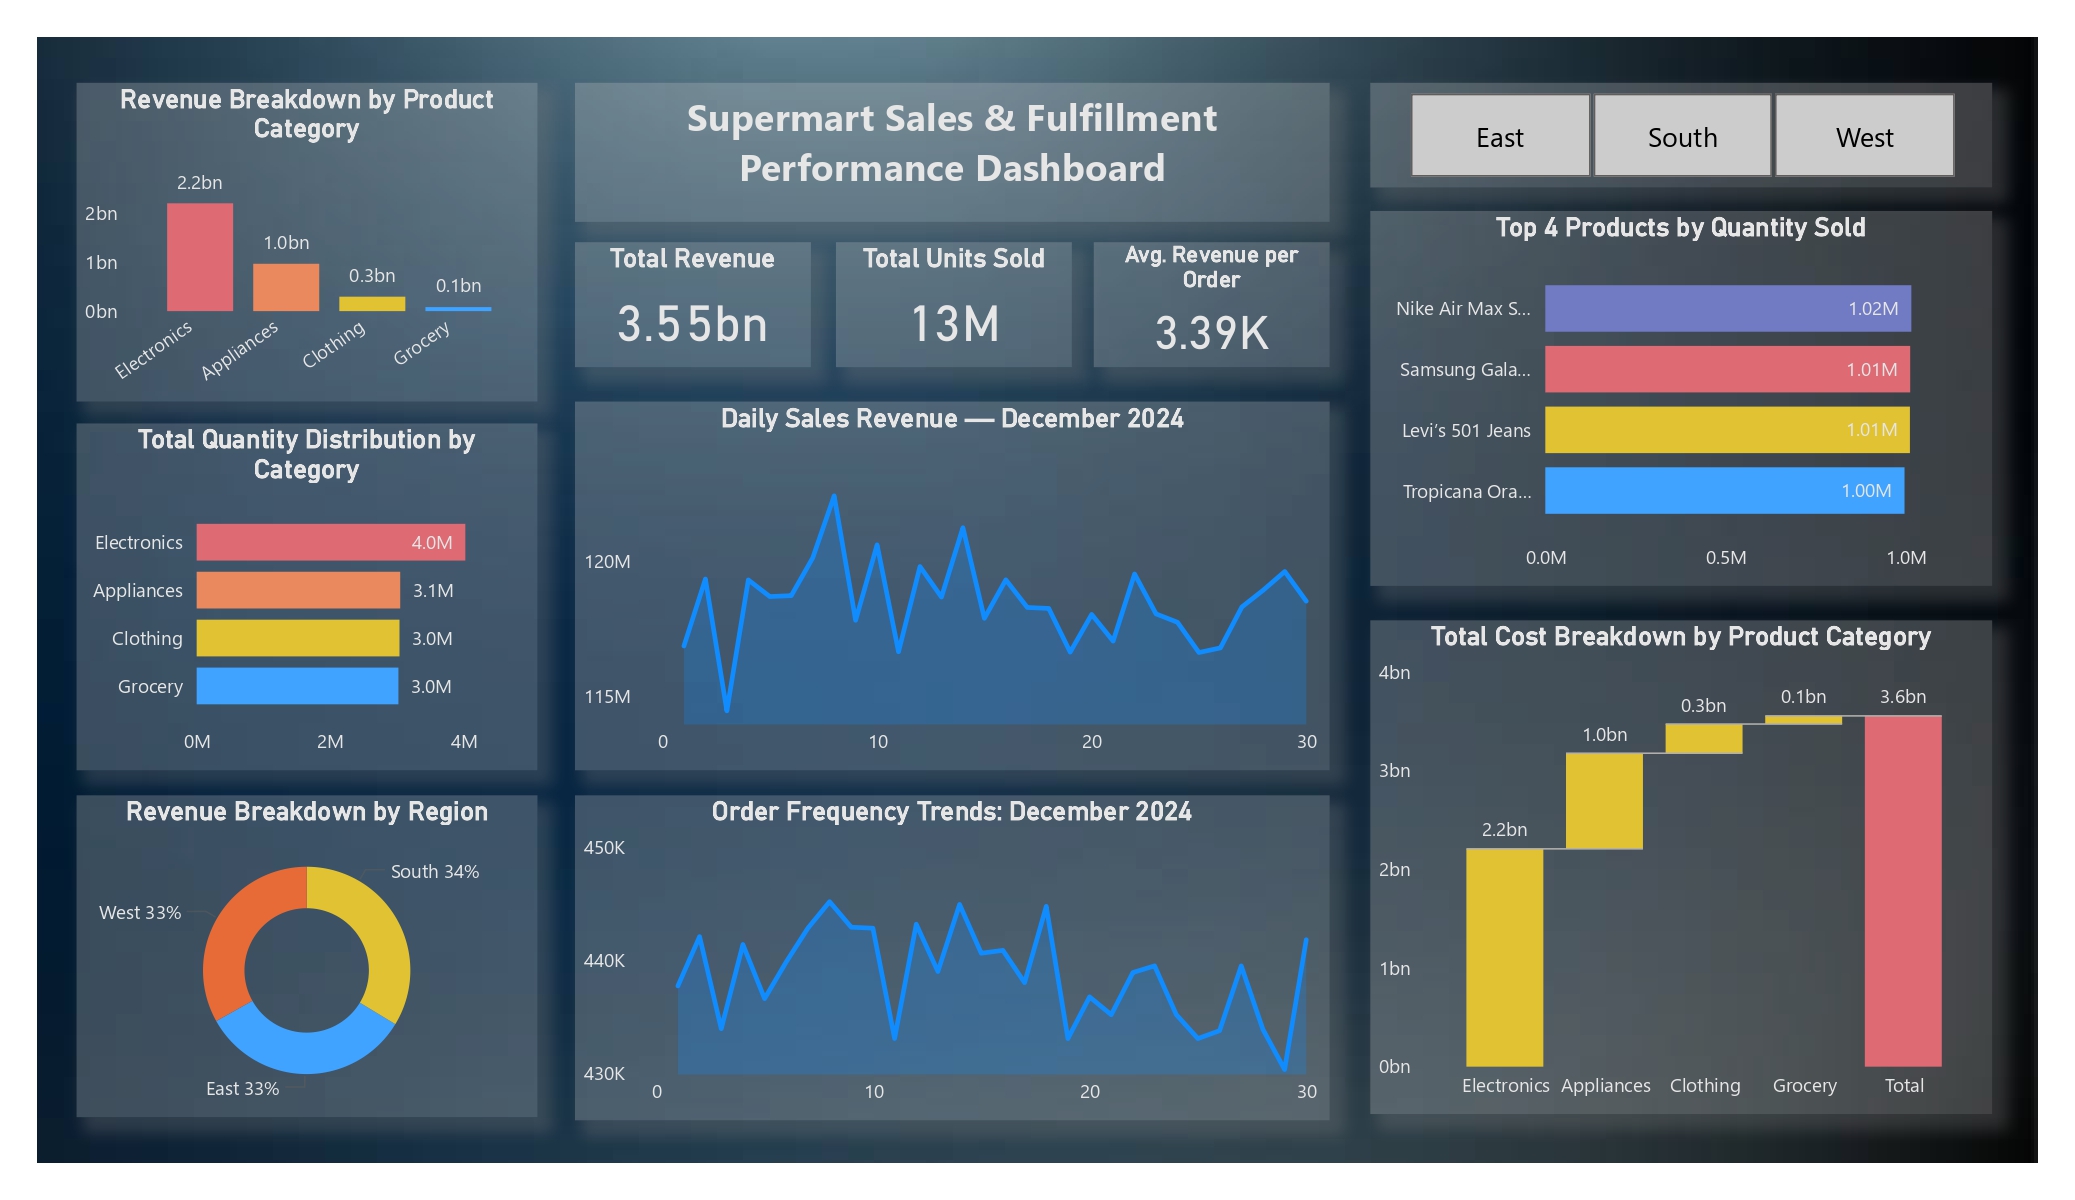 Revenue Breakdown by Product
Category
2.2bn
1.0bn
0.3bn
0.1bn
2bn
1bn
0bn
Electronics
Appliances
Clothing
Grocery
Total Quantity Distribution by
Category
Electronics
4.0M
Appliances
3.1M
Clothing
3.0M
Grocery
3.0M
0M
2M
4M
Revenue Breakdown by Region
South 34%
West 33%
East 33%
Supermart Sales & Fulfillment
Performance Dashboard
Total Revenue
3.55bn
Total Units Sold
13M
Avg. Revenue per
Order
3.39K
Daily Sales Revenue — December 2024
120M
115M
0
10
20
30
Order Frequency Trends: December 2024
450K
440K
430K
0
10
20
30
East
South
West
Top 4 Products by Quantity Sold
Nike Air Max S...
1.02M
Samsung Gala...
1.01M
Levi’s 501 Jeans
1.01M
Tropicana Ora...
1.00M
0.0M
0.5M
1.0M
Total Cost Breakdown by Product Category
4bn
3bn
2bn
1bn
0bn
2.2bn
1.0bn
0.3bn
0.1bn
3.6bn
Electronics
Appliances
Clothing
Grocery
Total